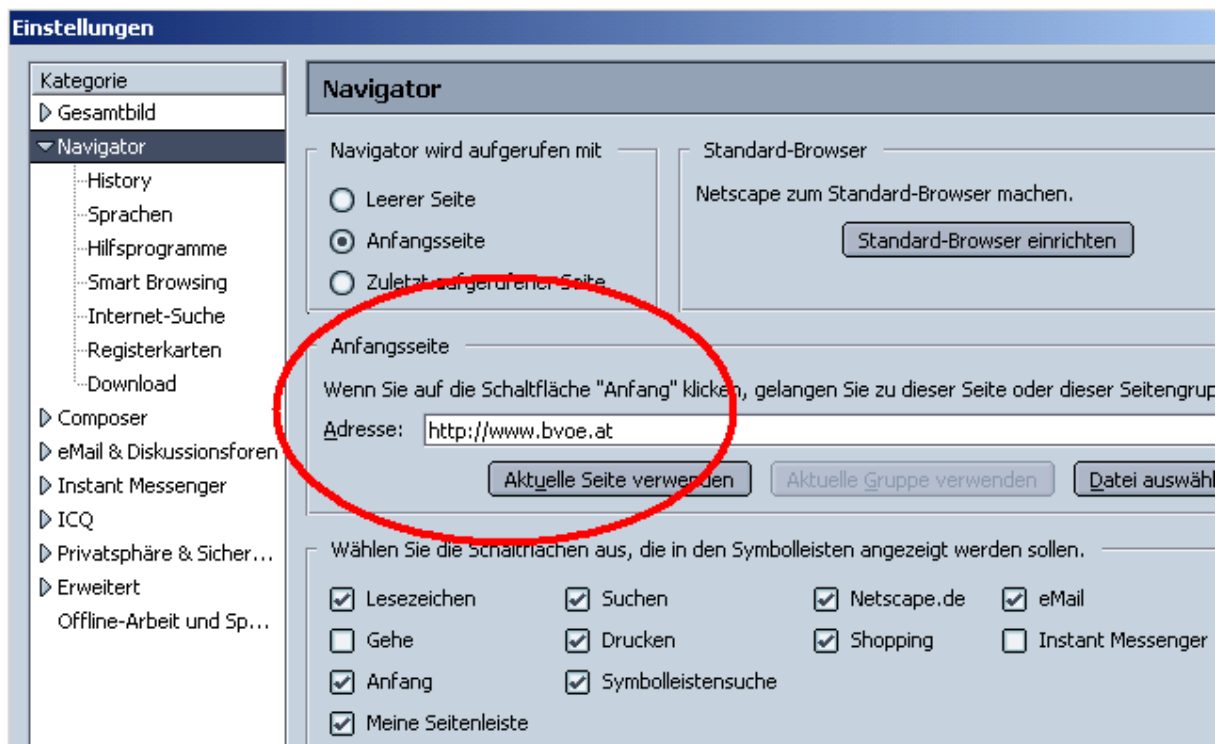 Einstellungen
Kategorie
Gesamtbild
Navigator
History
Sprachen
Hilfsprogramme
Smart Browsing
Internet-Suche
Registerkarten
Download
Composer
eMail & Diskussionsforen
Instant Messenger
ICQ
Privatsphäre & Sicher...
Erweitert
Offline-Arbeit und Sp...
Navigator
Navigator wird aufgerufen mit
Leerer Seite
Anfangsseite
Zuletzt aufgerufener Seite
Standard-Browser
Netscape zum Standard-Browser machen.
Standard-Browser einrichten
Anfangsseite
Wenn Sie auf die Schaltfläche "Anfang" klicken, gelangen Sie zu dieser Seite oder dieser Seitengrup
Adresse: http://www.bvoe.at
Aktuelle Seite verwenden Aktuelle Gruppe verwenden Datei auswähl
Wählen Sie die Schaltflächen aus, die in den Symbolleisten angezeigt werden sollen.
Lesezeichen Suchen Netscape.de eMail
Gehe Drucken Shopping Instant Messenger
Anfang Symbolleistensuche
Meine Seitenleiste